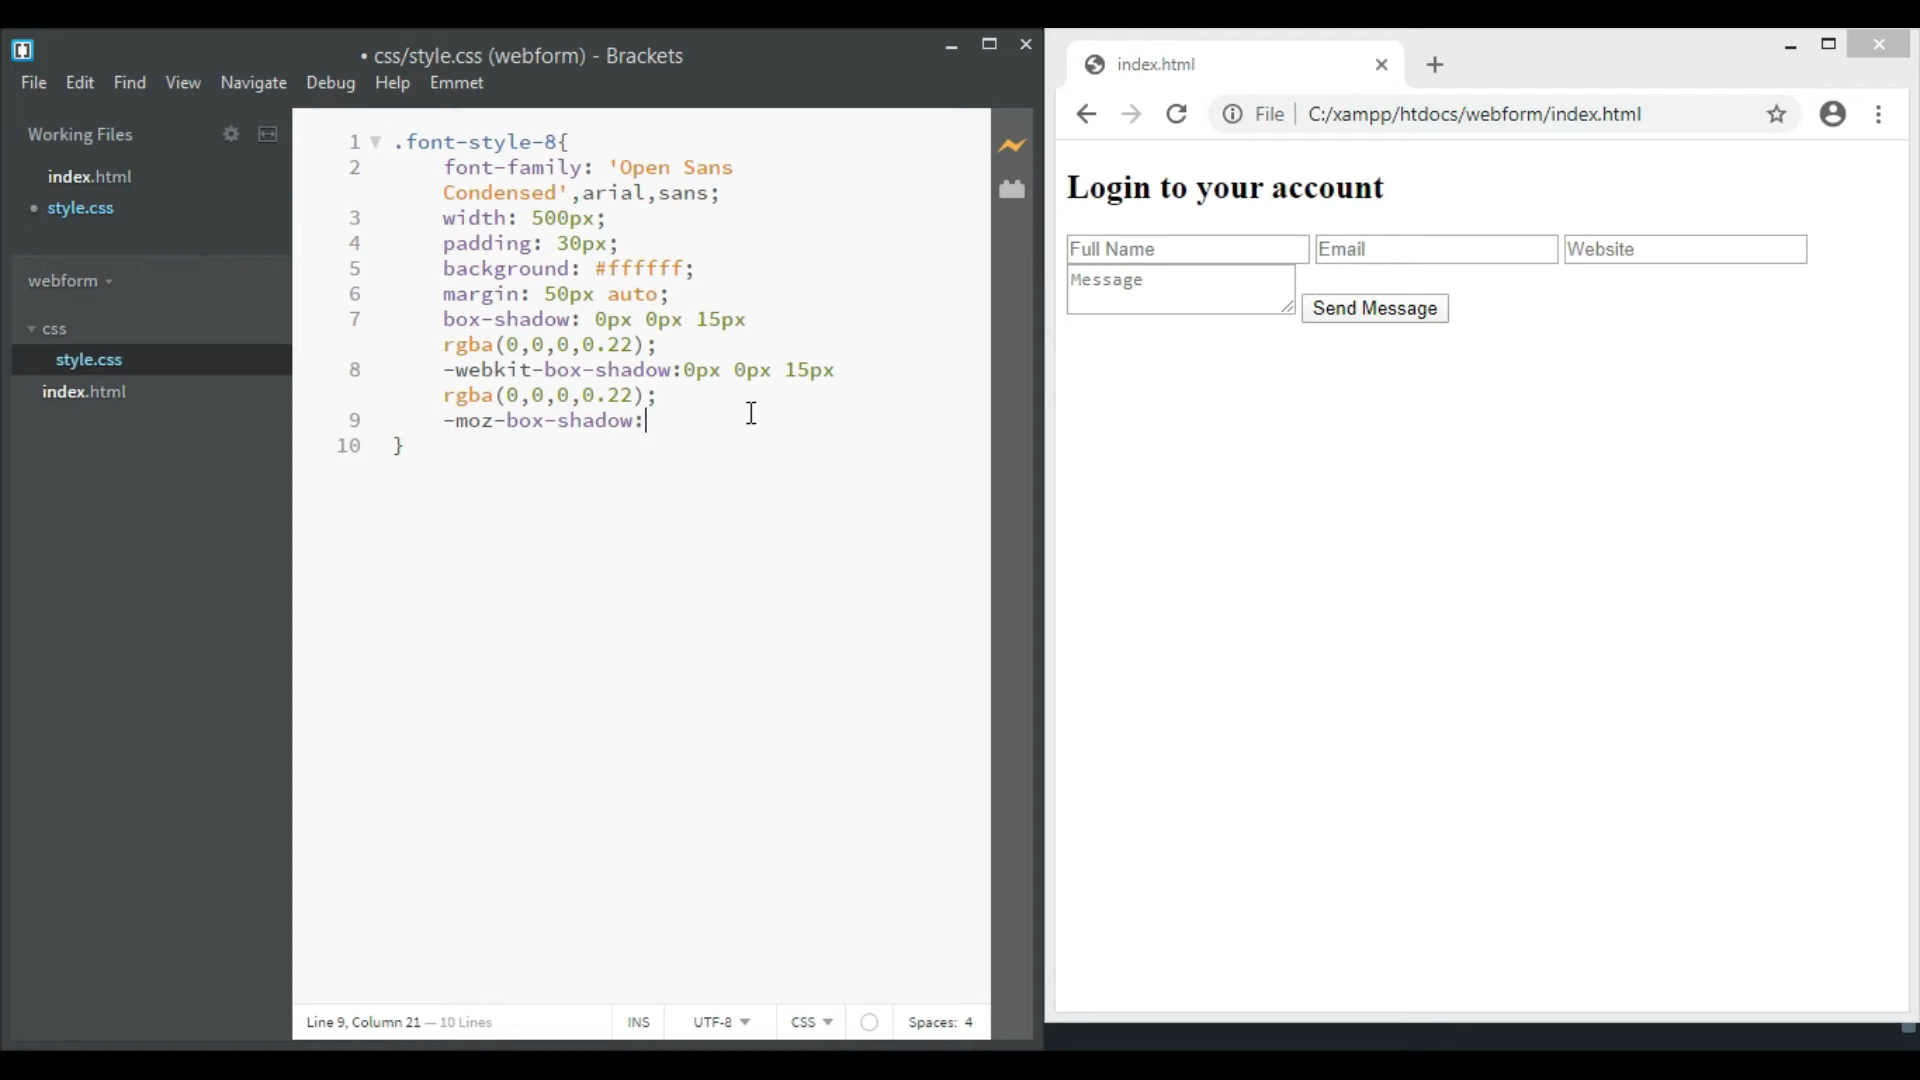 • css/style.css (webform) - Brackets
File Edit Find View Navigate Debug Help Emmet
Working Files
index.html
• style.css
webform
css
style.css
index.html
1 .font-style-8{
2 font-family: 'Open Sans
Condensed',arial,sans;
3 width: 500px;
4 padding: 30px;
5 background: #ffffff;
6 margin: 50px auto;
7 box-shadow: 0px 0px 15px
rgba(0,0,0,0.22);
8 -webkit-box-shadow:0px 0px 15px
rgba(0,0,0,0.22);
9 -moz-box-shadow:
10 }
Line 9, Column 21 — 10 Lines INS UTF-8 CSS Spaces: 4
index.html
File C:/xampp/htdocs/webform/index.html
Login to your account
Full Name Email Website
Message Send Message